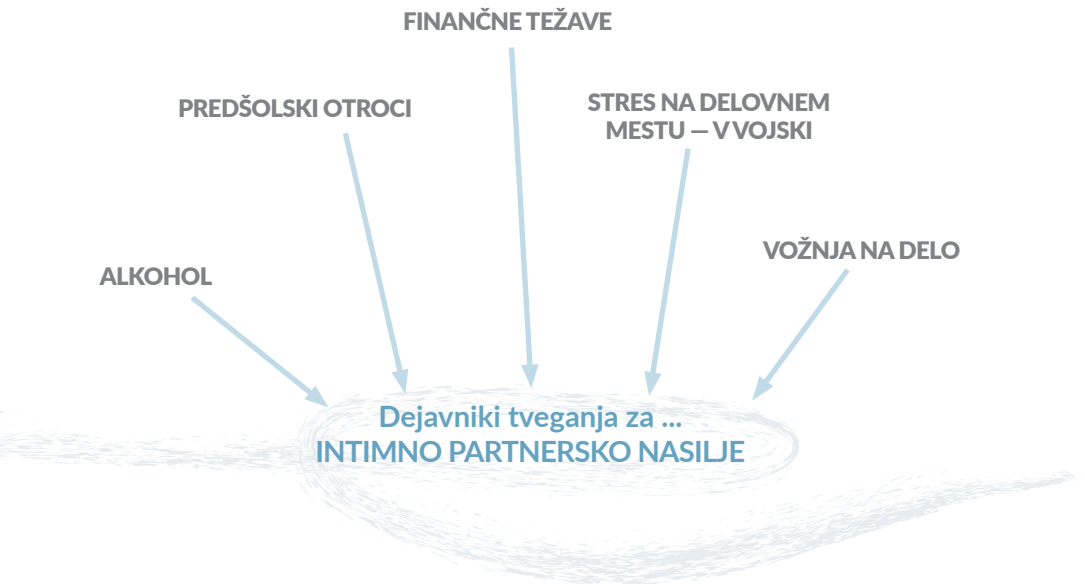 FINANČNE TEŽAVE
PREDŠOLSKI OTROCI
STRES NA DELOVNEM
MESTU — V VOJSKI
VOŽNJA NA DELO
ALKOHOL
Dejavniki tveganja za ...
INTIMNO PARTNERSKO NASILJE